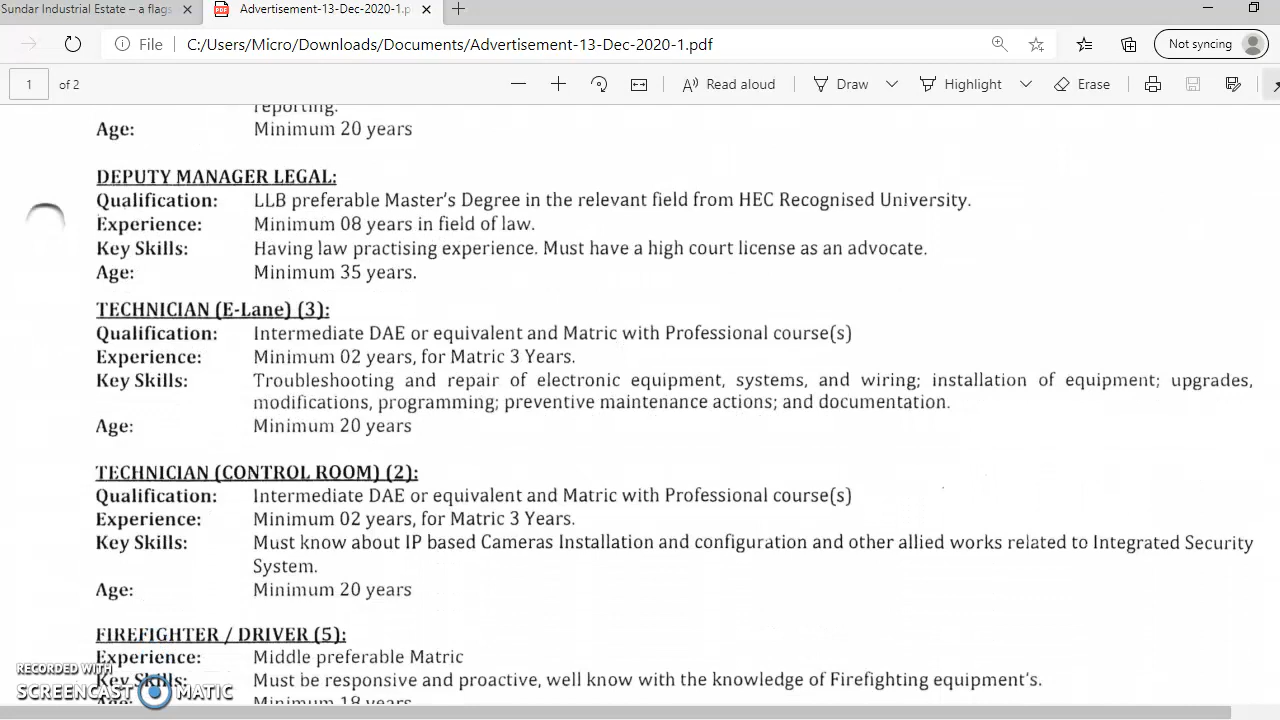 Sundar Industrial Estate – a flags
Advertisement-13-Dec-2020-1.p
File C:/Users/Micro/Downloads/Documents/Advertisement-13-Dec-2020-1.pdf Not syncing
1 of 2 Read aloud Draw Highlight Erase
reporting.
Age: Minimum 20 years
DEPUTY MANAGER LEGAL:
Qualification: LLB preferable Master's Degree in the relevant field from HEC Recognised University.
Experience: Minimum 08 years in field of law.
Key Skills: Having law practising experience. Must have a high court license as an advocate.
Age: Minimum 35 years.
TECHNICIAN (E-Lane) (3):
Qualification: Intermediate DAE or equivalent and Matric with Professional course(s)
Experience: Minimum 02 years, for Matric 3 Years.
Key Skills: Troubleshooting and repair of electronic equipment, systems, and wiring; installation of equipment; upgrades,
modifications, programming; preventive maintenance actions; and documentation.
Age: Minimum 20 years
TECHNICIAN (CONTROL ROOM) (2):
Qualification: Intermediate DAE or equivalent and Matric with Professional course(s)
Experience: Minimum 02 years, for Matric 3 Years.
Key Skills: Must know about IP based Cameras Installation and configuration and other allied works related to Integrated Security
System.
Age: Minimum 20 years
FIREFIGHTER / DRIVER (5):
Experience: Middle preferable Matric
Key Skills: Must be responsive and proactive, well know with the knowledge of Firefighting equipment's.
Age: Minimum 18 years
RECORDED WITH
SCREENCAST MATIC